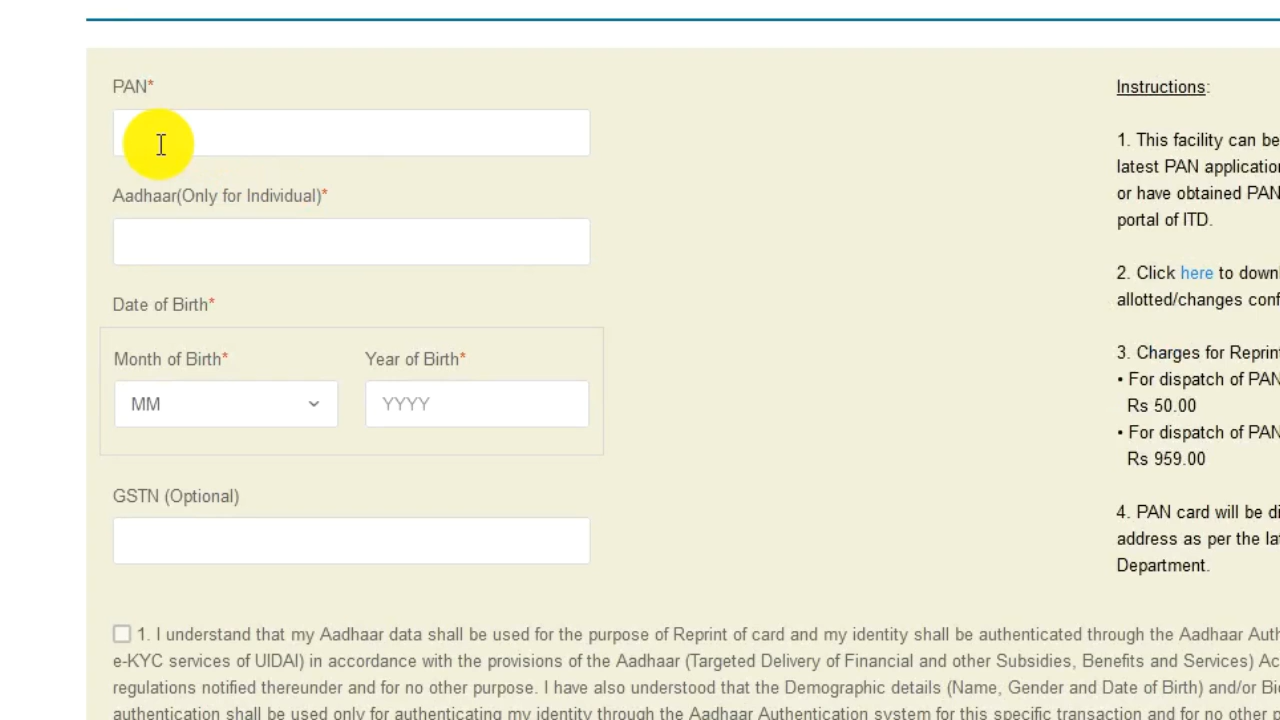 PAN*
Aadhaar(Only for Individual)*
Date of Birth*
Month of Birth* Year of Birth*
MM YYYY
GSTN (Optional)
Instructions:
1. This facility can be
latest PAN
or have obtained PAN
portal of ITD.
2. Click here to
allotted/changes
3. Charges for
• For dispatch of PAN
Rs 50.00
• For dispatch of PAN
Rs 959.00
4. PAN card will be
address as per the
Department.
1. I understand that my Aadhaar data shall be used for the purpose of Reprint of card and my identity shall be authenticated through the Aadhaar
e-KYC services of UIDAI) in accordance with the provisions of the Aadhaar (Targeted Delivery of Financial and other Subsidies, Benefits and Services)
regulations notified thereunder and for no other purpose. I have also understood that the Demographic details (Name, Gender and Date of Birth) and/or
authentication shall be used only for authenticating my identity through the Aadhaar Authentication system for this specific transaction and for no other